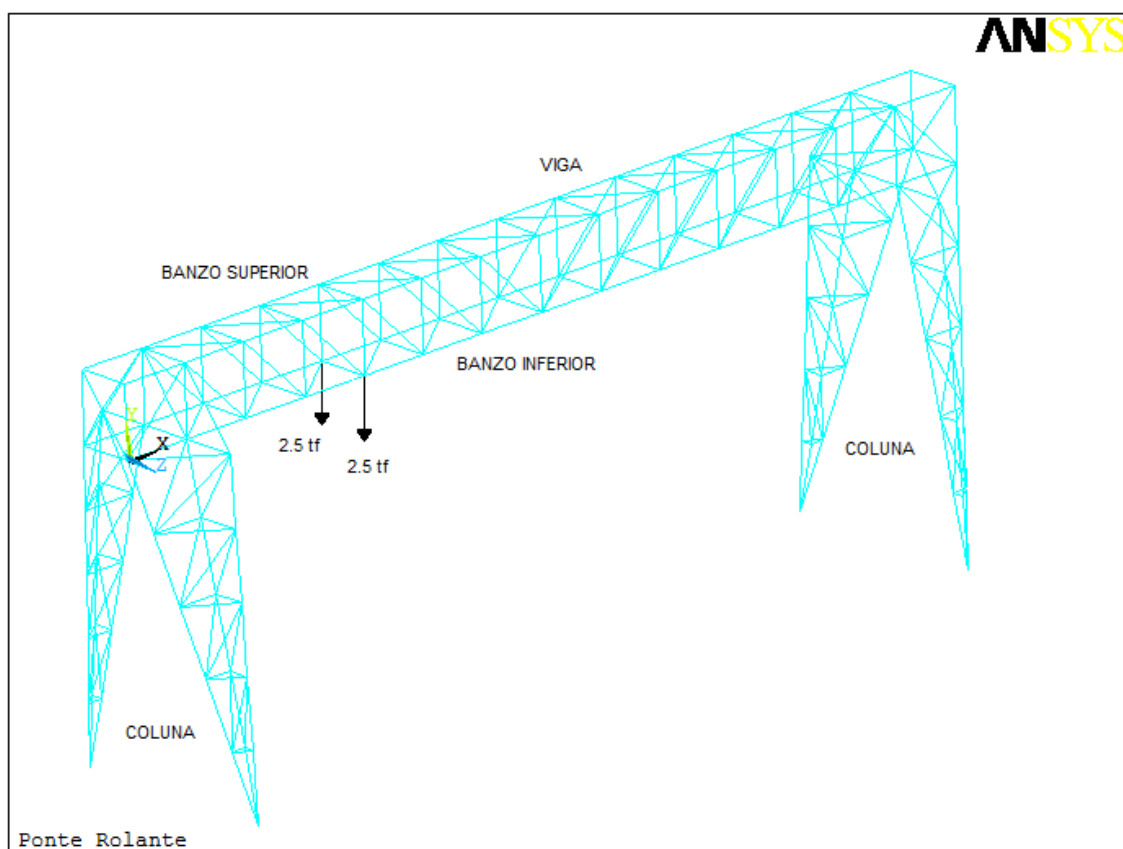 ANSYS
VIGA
BANZO SUPERIOR
BANZO INFERIOR
Y
X
Z
2.5 tf
2.5 tf
COLUNA
COLUNA
Ponte Rolante